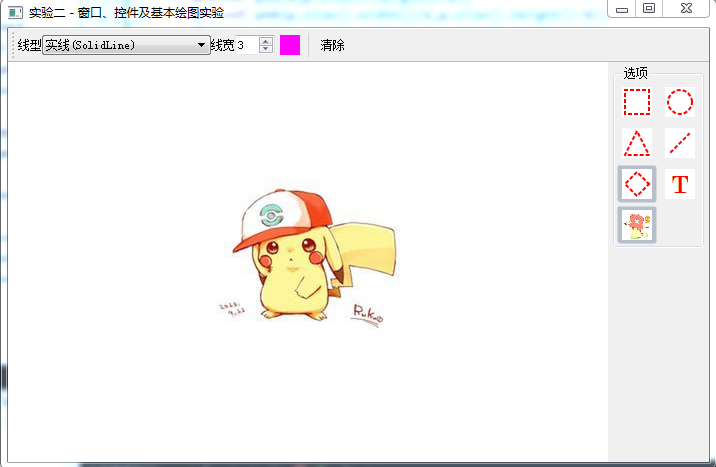 实验二 - 窗口、控件及基本绘图实验
线型 实线(SolidLine) 线宽 3 清除
选项
T
Ruku